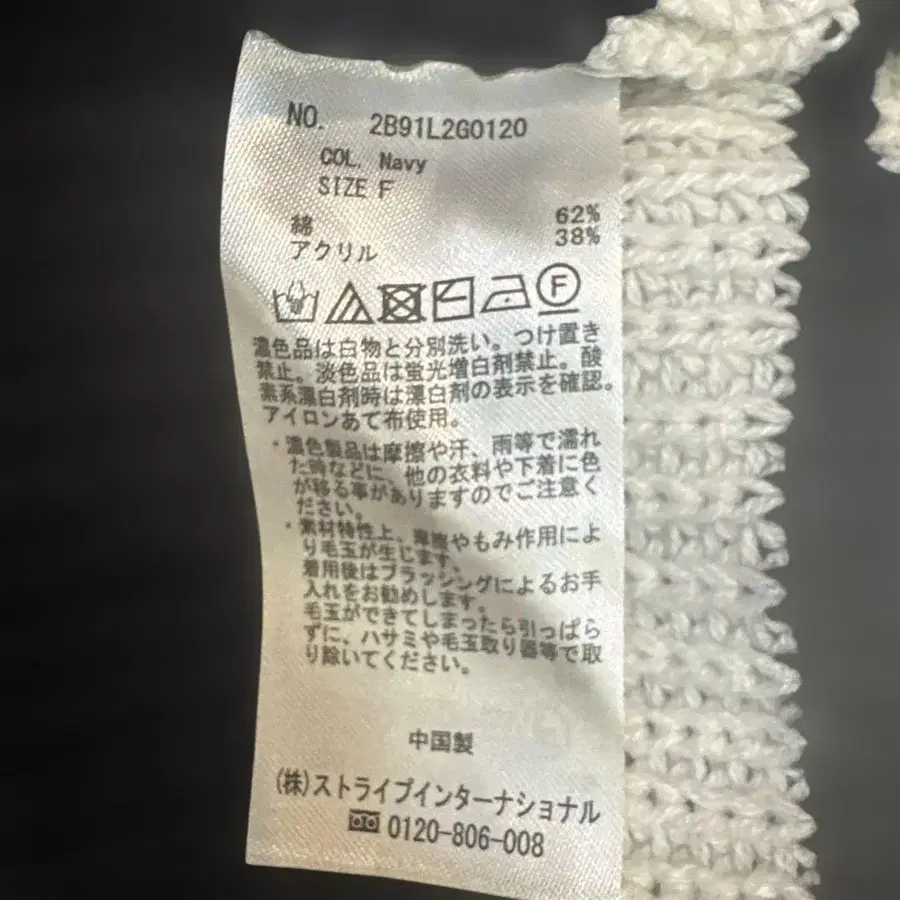 NO. 2B91L2G0120
COL. Navy
SIZE F
綿 62%
アクリル 38%
F
濃色品は白物と分別洗い。つけ置き
禁止。淡色品は蛍光増白剤禁止。酸
素系漂白剤時は漂白剤の表示を確認。
アイロンあて布使用。
・濃色製品は摩擦や汗、雨等で濡れ
た時などに、他の衣料や下着に色
が移る事がありますのでご注意く
ださい。
・素材特性上、摩擦やもみ作用によ
り毛玉が生じます。
着用後はブラッシングによるお手
入れをお勧めします。
毛玉ができてしまったら引っぱら
ずに、ハサミや毛玉取り器等で取
り除いてください。
中国製
(株)ストライプインターナショナル
0120-806-008